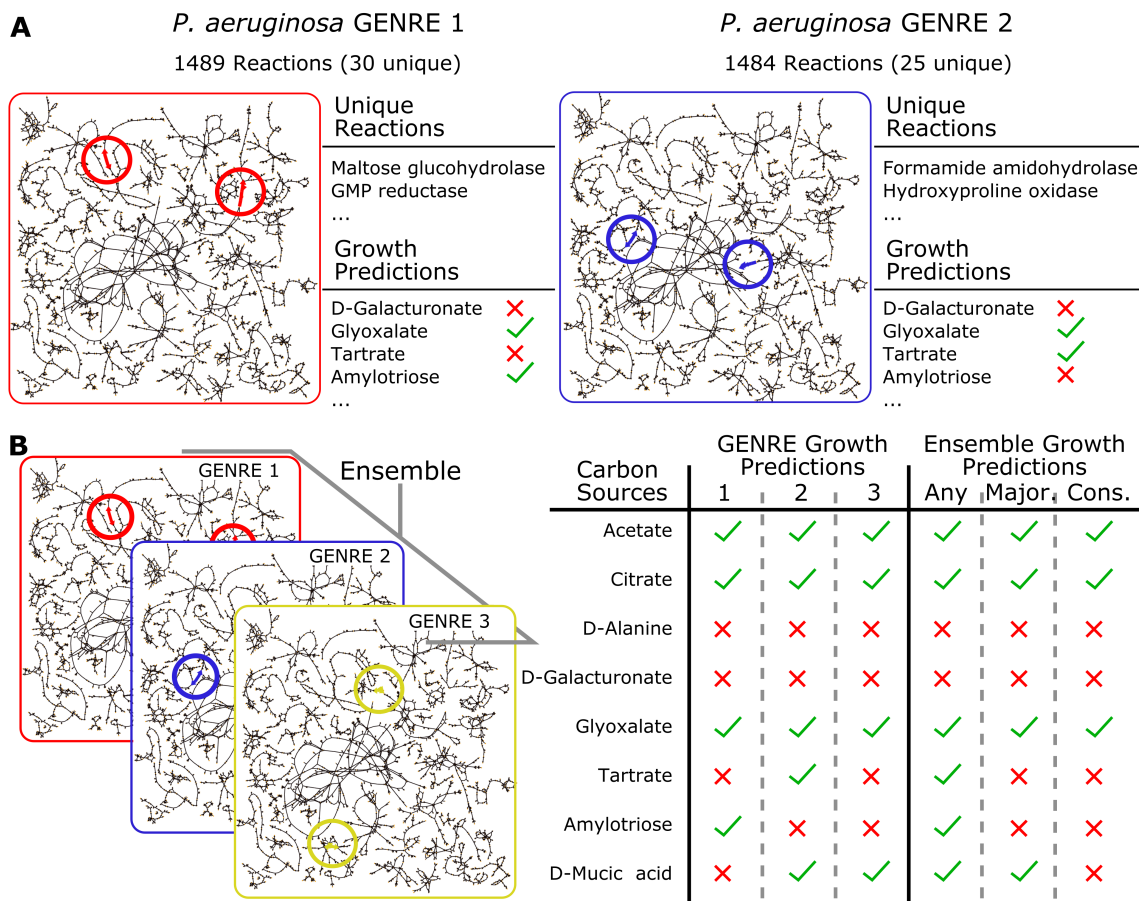 A
P. aeruginosa GENRE 1
1489 Reactions (30 unique)
Unique
Reactions
Maltose glucohydrolase
GMP reductase
...
Growth
Predictions
D-Galacturonate
Glyoxalate
Tartrate
Amylotriose
...
P. aeruginosa GENRE 2
1484 Reactions (25 unique)
Unique
Reactions
Formamide amidohydrolase
Hydroxyproline oxidase
...
Growth
Predictions
D-Galacturonate
Glyoxalate
Tartrate
Amylotriose
...
B
GENRE 1
Ensemble
GENRE 2
GENRE 3
Carbon
Sources
GENRE Growth
Predictions
1 2 3
Ensemble Growth
Predictions
Any Major. Cons.
Acetate
Citrate
D-Alanine
D-Galacturonate
Glyoxalate
Tartrate
Amylotriose
D-Mucic acid